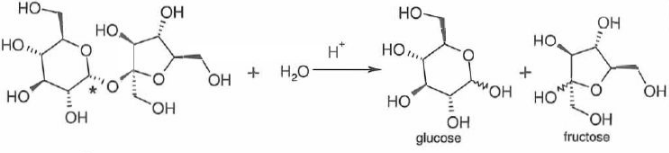 HO OH OH HO OH
HO O HO HO HO OH
HO * O O OH + H₂O H⁺ HO O OH + HO O OH
OH OH OH OH
glucose fructose